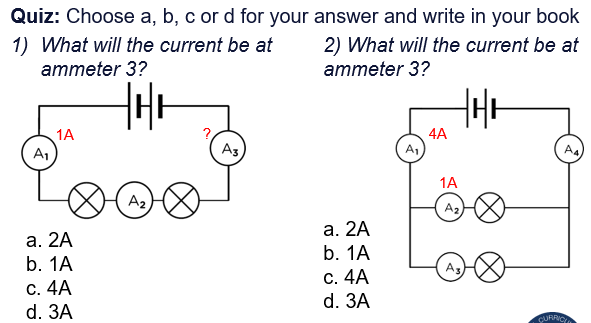 Quiz: Choose a, b, c or d for your answer and write in your book
1) What will the current be at
ammeter 3?
1A
?
A1
A3
A2
a. 2A
b. 1A
c. 4A
d. 3A
2) What will the current be at
ammeter 3?
4A
A1
A4
1A
A2
A3
a. 2A
b. 1A
c. 4A
d. 3A